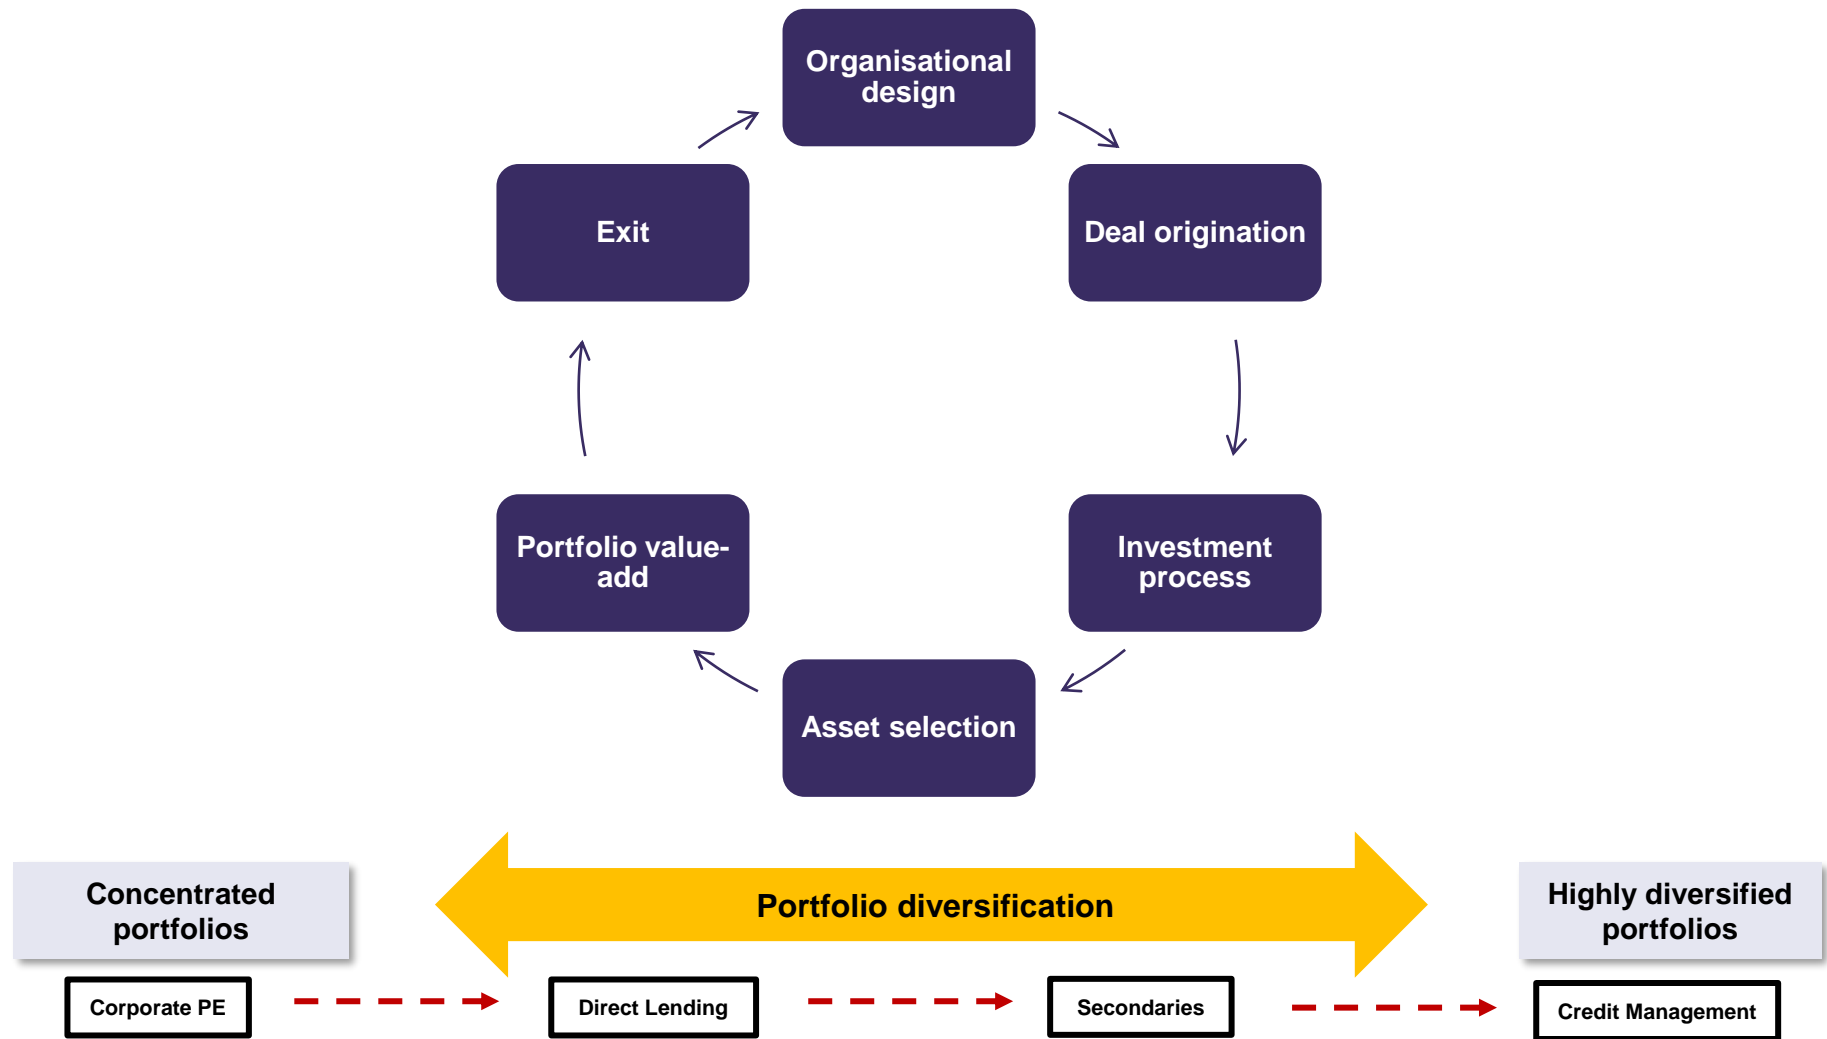 Organisational
design
Exit
Deal origination
Portfolio value-
add
Investment
process
Asset selection
Concentrated
portfolios
Portfolio diversification
Highly diversified
portfolios
Corporate PE
Direct Lending
Secondaries
Credit Management